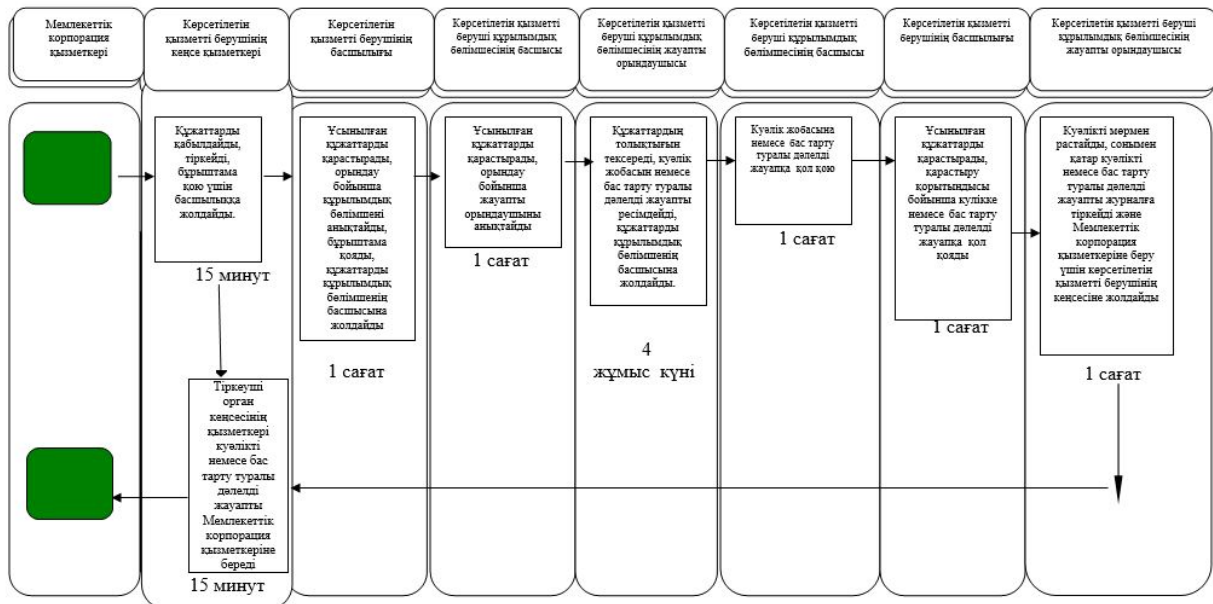 Мемлекеттік
корпорация
қызметкері
Көрсетілетін
қызметті берушінің
кеңсе қызметкері
Көрсетілетін
қызметті берушінің
басшылығы
Көрсетілетін қызметті
беруші құрылымдық
бөлімшесінің басшысы
Көрсетілетін қызметті
беруші құрылымдық
бөлімшесінің жауапты
орындаушысы
Көрсетілетін қызметті
беруші құрылымдық
бөлімшесінің басшысы
Көрсетілетін қызметті
берушінің басшылығы
Көрсетілетін қызметті беруші
құрылымдық бөлімшесінің
жауапты орындаушысы
Құжаттарды
қабылдайды,
тіркейді,
бұрыштама
қою үшін
басшылыққа
жолдайды.
15 минут
Ұсынылған
құжаттарды
қарастырады,
орындау
бойынша
құрылымдық
бөлімшені
анықтайды,
бұрыштама
қояды,
құжаттарды
құрылымдық
бөлімшенің
басшысына
жолдайды
1 сағат
Ұсынылған
құжаттарды
қарастырады,
орындау
бойынша
жауапты
орындаушыны
анықтайды
1 сағат
Құжаттардың
толықтығын
тексереді, куәлік
жобасын немесе
бас тарту туралы
дәлелді жауапты
ресімдейді,
құжаттарды
құрылымдық
бөлімшенің
басшысына
жолдайды.
4
жұмыс күні
Куәлік жобасына
немесе бас тарту
туралы дәлелді
жауапқа қол қою
1 сағат
Ұсынылған
құжаттарды
қарастырады,
қарастыру
қорытындысы
бойынша кулікке
немесе бас тарту
туралы дәлелді
жауапқа қол
қояды
1 сағат
Куәлікті мөрмен
растайды, сонымен
қатар куәлікті
немесе бас тарту
туралы дәлелді
жауапты журналға
тіркейді және
Мемлекеттік
корпорация
қызметкеріне беру
үшін көрсетілетін
қызметті берушінің
кеңсесіне жолдайды
1 сағат
Тіркеуші
орган
кеңсесінің
қызметкері
куәлікті
немесе бас
тарту туралы
дәлелді
жауапты
Мемлекеттік
корпорация
қызметкеріне
береді
15 минут